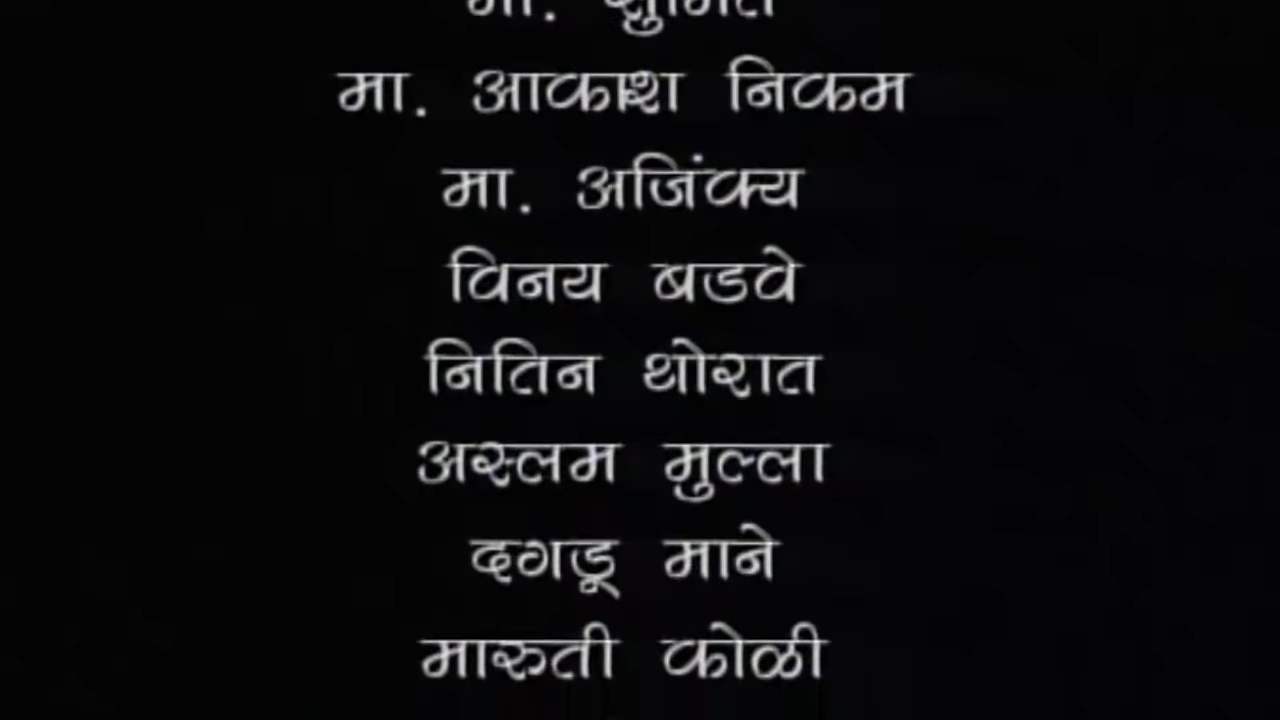 मा.
मा. आकाश निकम
मा. अजिंक्य
विनय बडवे
नितिन थोरात
अस्लम मुल्ला
दगडू माने
मारुती कोळी